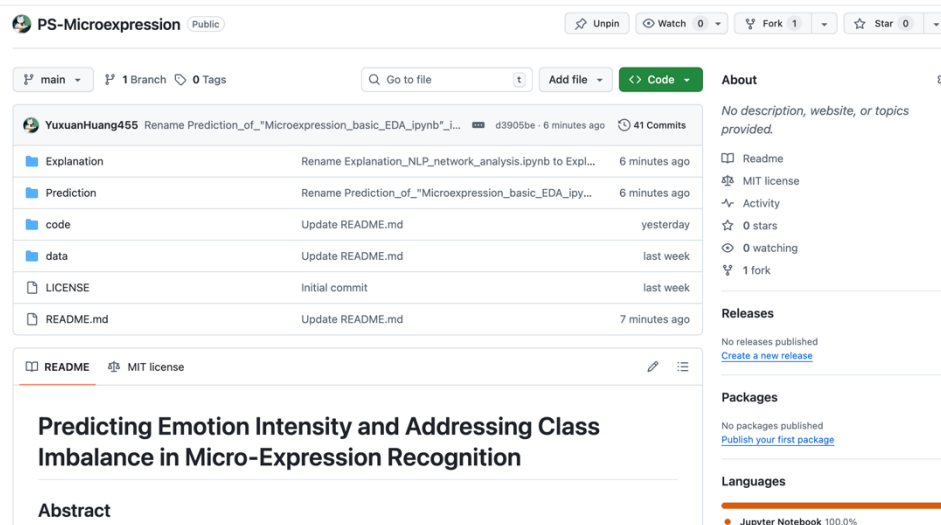 PS-Microexpression Public
Unpin Watch 0 Fork 1 Star 0
main 1 Branch 0 Tags Go to file t Add file Code
YuxuanHuang455 Rename Prediction_of_"Microexpression_basic_EDA_ipynb"_i... d3905be · 6 minutes ago 41 Commits
Explanation Rename Explanation_NLP_network_analysis.ipynb to Expl... 6 minutes ago
Prediction Rename Prediction_of_"Microexpression_basic_EDA_ipy... 6 minutes ago
code Update README.md yesterday
data Update README.md last week
LICENSE Initial commit last week
README.md Update README.md 7 minutes ago
README MIT license
Predicting Emotion Intensity and Addressing Class
Imbalance in Micro-Expression Recognition
Abstract
About
No description, website, or topics
provided.
Readme
MIT license
Activity
0 stars
0 watching
1 fork
Releases
No releases published
Create a new release
Packages
No packages published
Publish your first package
Languages
Jupyter Notebook 100.0%